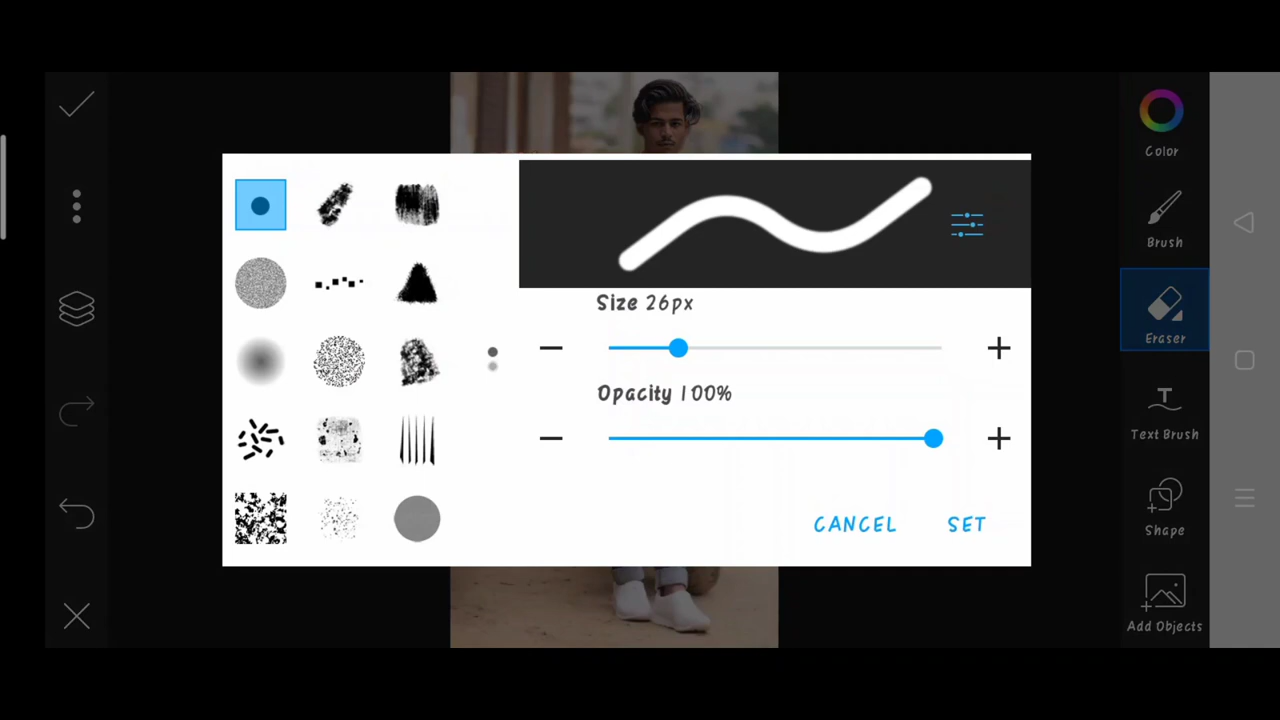 Size 26px
Opacity 100%
CANCEL SET
Color
Brush
Eraser
Text Brush
Shape
Add Objects